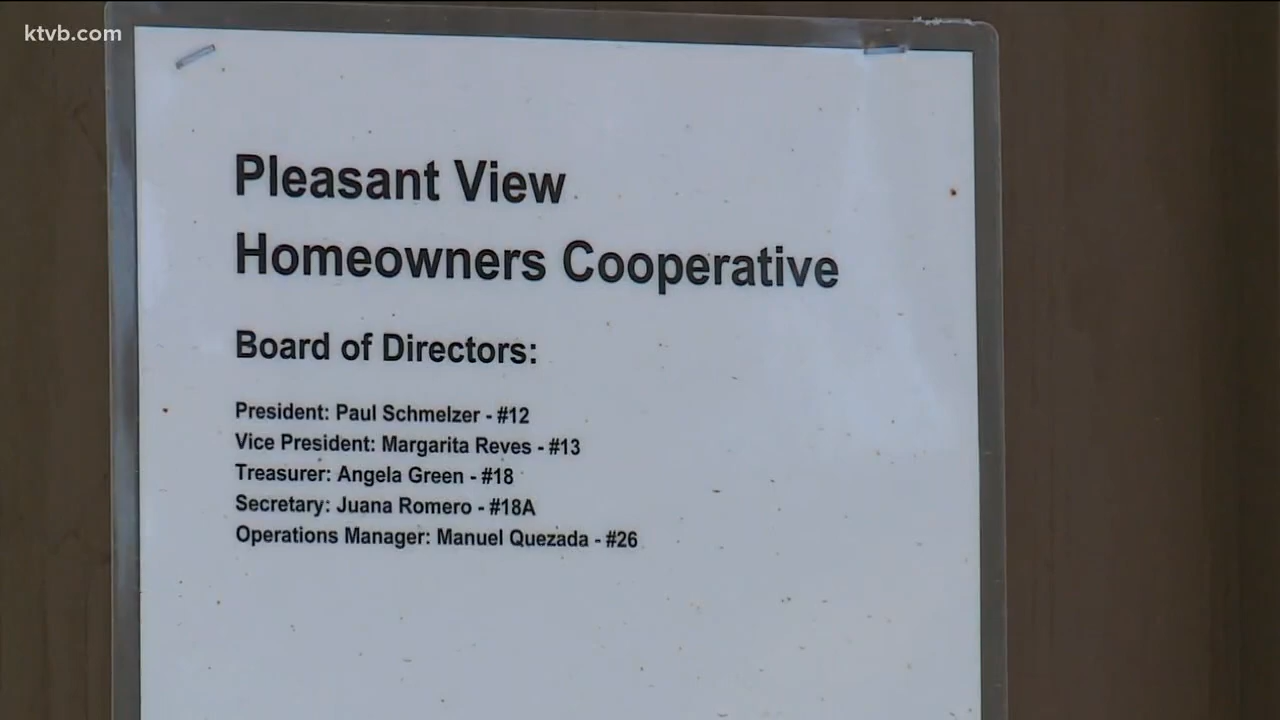 ktvb.com
Pleasant View
Homeowners Cooperative
Board of Directors:
President: Paul Schmelzer - #12
Vice President: Margarita Reves - #13
Treasurer: Angela Green - #18
Secretary: Juana Romero - #18A
Operations Manager: Manuel Quezada - #26